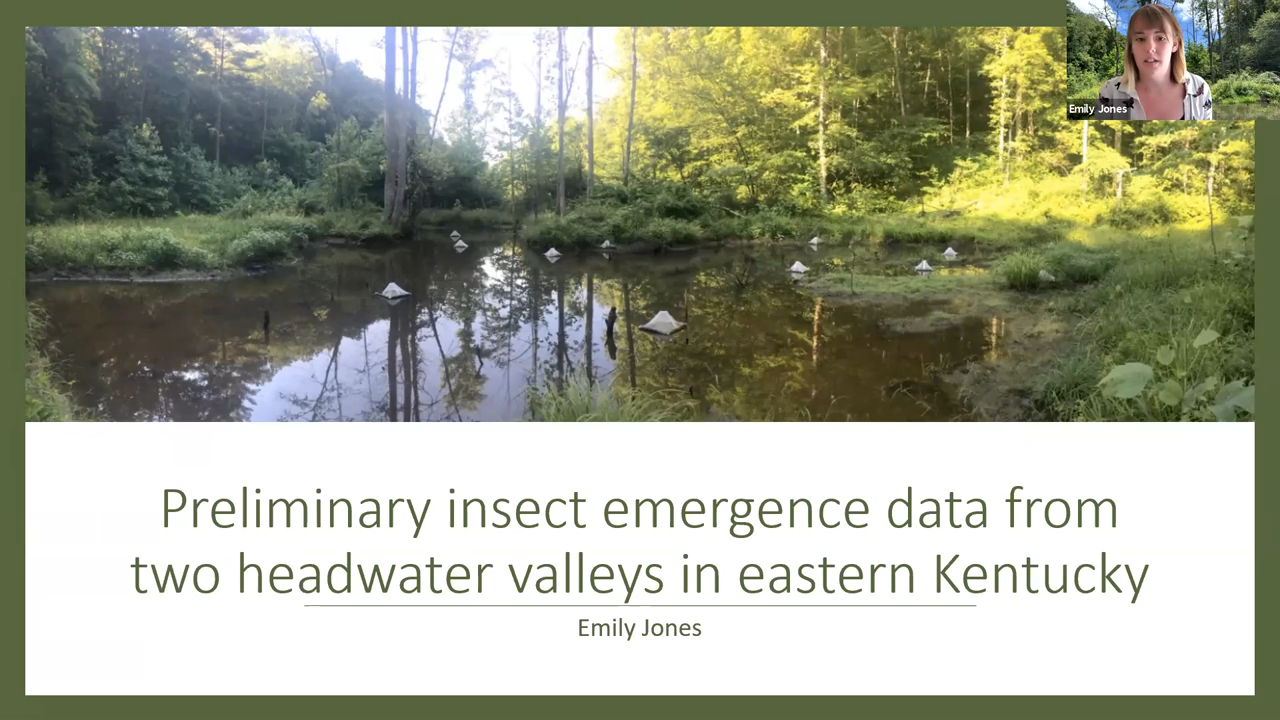 Emily Jones
Preliminary insect emergence data from
two headwater valleys in eastern Kentucky
Emily Jones